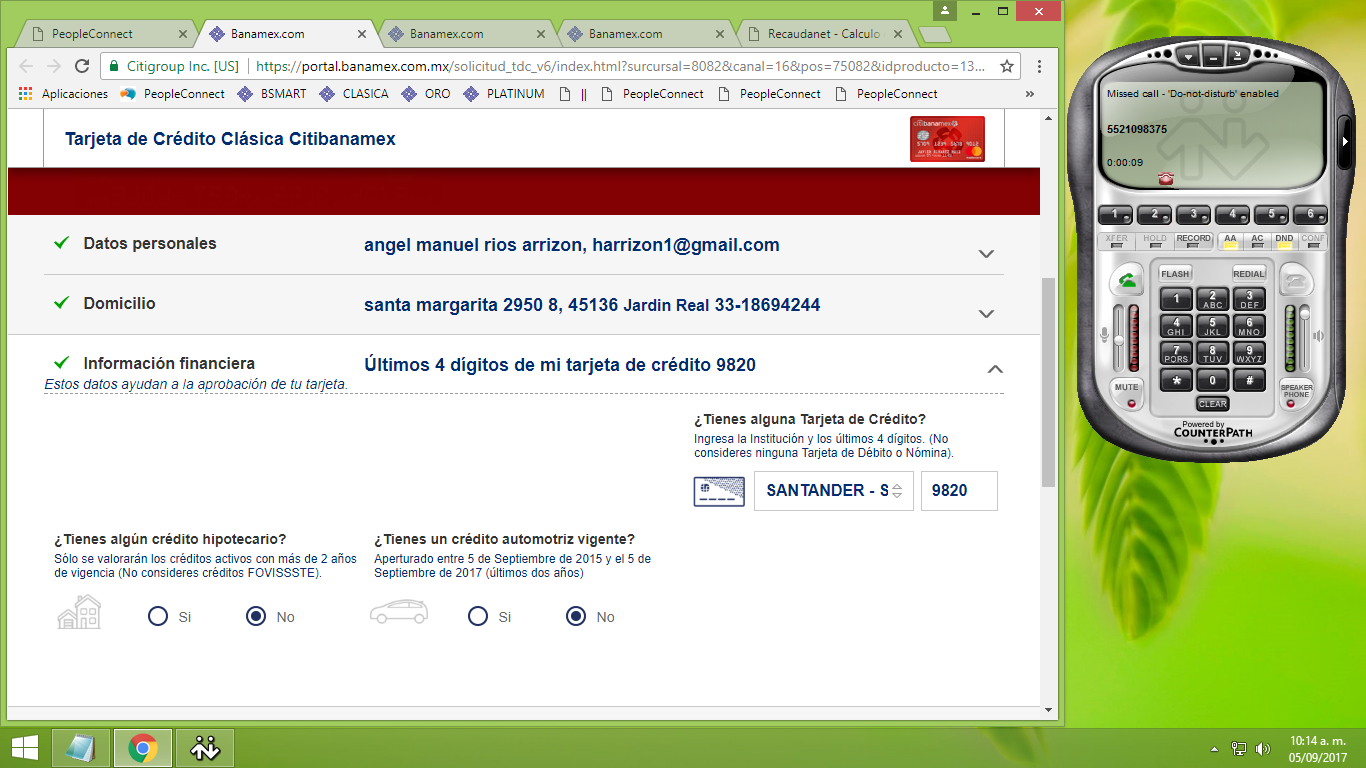 PeopleConnect
Banamex.com
Banamex.com
Banamex.com
Recaudanet - Calculo
Citigroup Inc. [US]
https://portal.banamex.com.mx/solicitud_tdc_v6/index.html?sursursal=8082&canal=16&pos=75082&idproducto=13...
Aplicaciones
PeopleConnect
BSMART
CLASICA
ORO
PLATINUM
||
PeopleConnect
PeopleConnect
PeopleConnect
»
Tarjeta de Crédito Clásica Citibanamex
citibanamex
Datos personales
angel manuel rios arrizon, harrizon1@gmail.com
Domicilio
santa margarita 2950 8, 45136 Jardin Real 33-18694244
Información financiera
Últimos 4 dígitos de mi tarjeta de crédito 9820
Estos datos ayudan a la aprobación de tu tarjeta.
¿Tienes alguna Tarjeta de Crédito?
Ingresa la Institución y los últimos 4 dígitos. (No
consideres ninguna Tarjeta de Débito o Nómina).
SANTANDER - S
9820
¿Tienes algún crédito hipotecario?
Sólo se valorarán los créditos activos con más de 2 años
de vigencia (No consideres créditos FOVISSSTE).
Si
No
¿Tienes un crédito automotriz vigente?
Aperturado entre 5 de Septiembre de 2015 y el 5 de
Septiembre de 2017 (últimos dos años)
Si
No
Missed call - 'Do-not-disturb' enabled
5521098375
0:00:09
1 2 3 4 5 6
XFER HOLD RECORD AA AC DND CONF
FLASH REDIAL
1 2 ABC 3 DEF
4 GHI 5 JKL 6 MNO
7 PQRS 8 TUV 9 WXYZ
* 0 #
MUTE
SPEAKER
PHONE
CLEAR
Powered by
COUNTERPATH
10:14 a. m.
05/09/2017